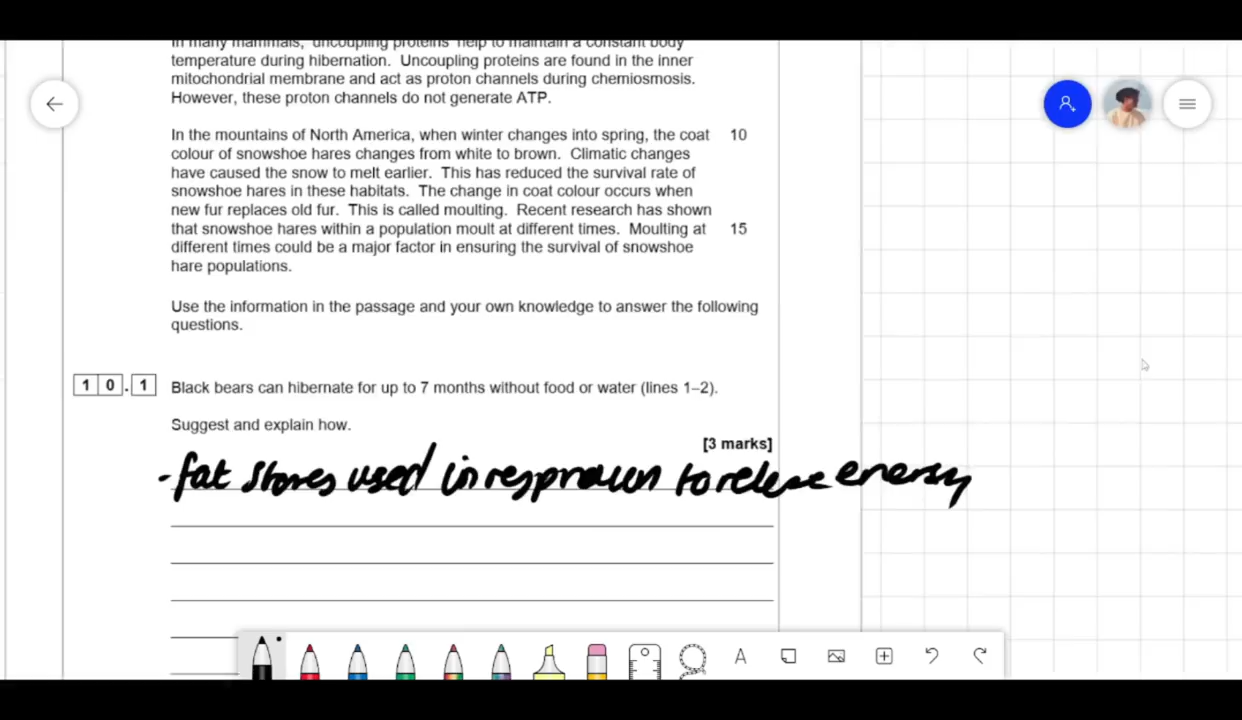 In many mammals, 'uncoupling proteins' help to maintain a constant body
temperature during hibernation. Uncoupling proteins are found in the inner
mitochondrial membrane and act as proton channels during chemiosmosis.
However, these proton channels do not generate ATP.
In the mountains of North America, when winter changes into spring, the coat 10
colour of snowshoe hares changes from white to brown. Climatic changes
have caused the snow to melt earlier. This has reduced the survival rate of
snowshoe hares in these habitats. The change in coat colour occurs when
new fur replaces old fur. This is called moulting. Recent research has shown
that snowshoe hares within a population moult at different times. Moulting at 15
different times could be a major factor in ensuring the survival of snowshoe
hare populations.
Use the information in the passage and your own knowledge to answer the following
questions.
1 0 . 1 Black bears can hibernate for up to 7 months without food or water (lines 1–2).
Suggest and explain how.
[3 marks]
- fat stores used in to release energy
A